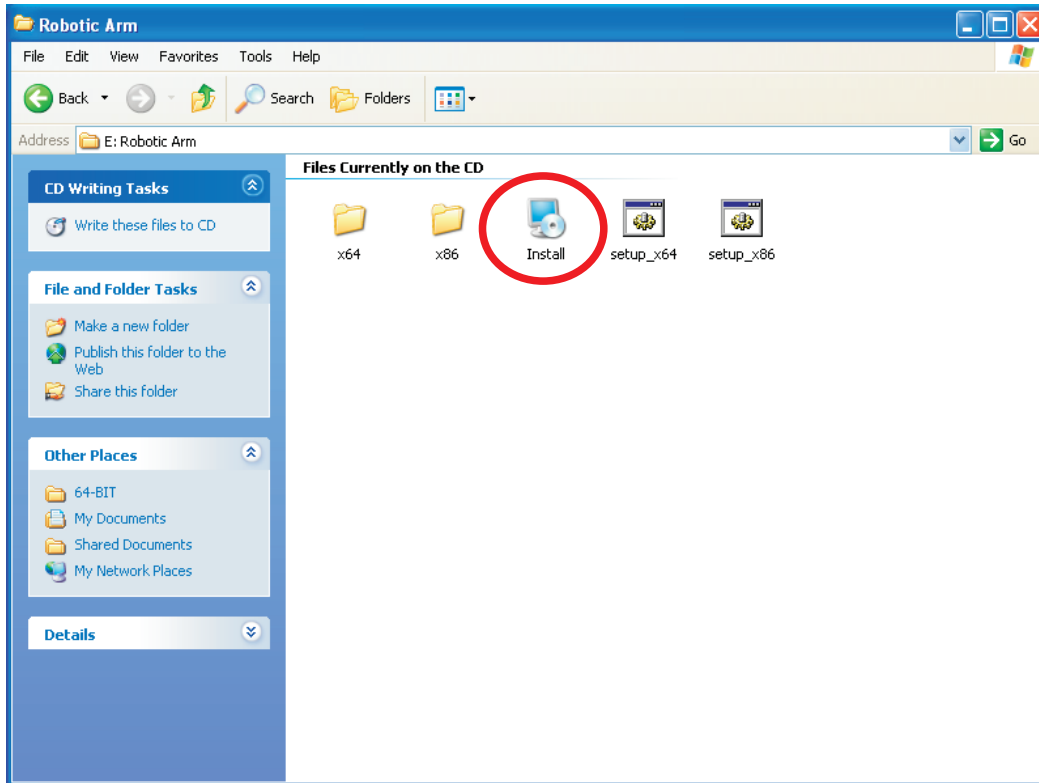 Robotic Arm
File Edit View Favorites Tools Help
Back Search Folders
Address E: Robotic Arm Go
Files Currently on the CD
CD Writing Tasks
Write these files to CD
x64 x86 Install setup_x64 setup_x86
File and Folder Tasks
Make a new folder
Publish this folder to the
Web
Share this folder
Other Places
64-BIT
My Documents
Shared Documents
My Network Places
Details